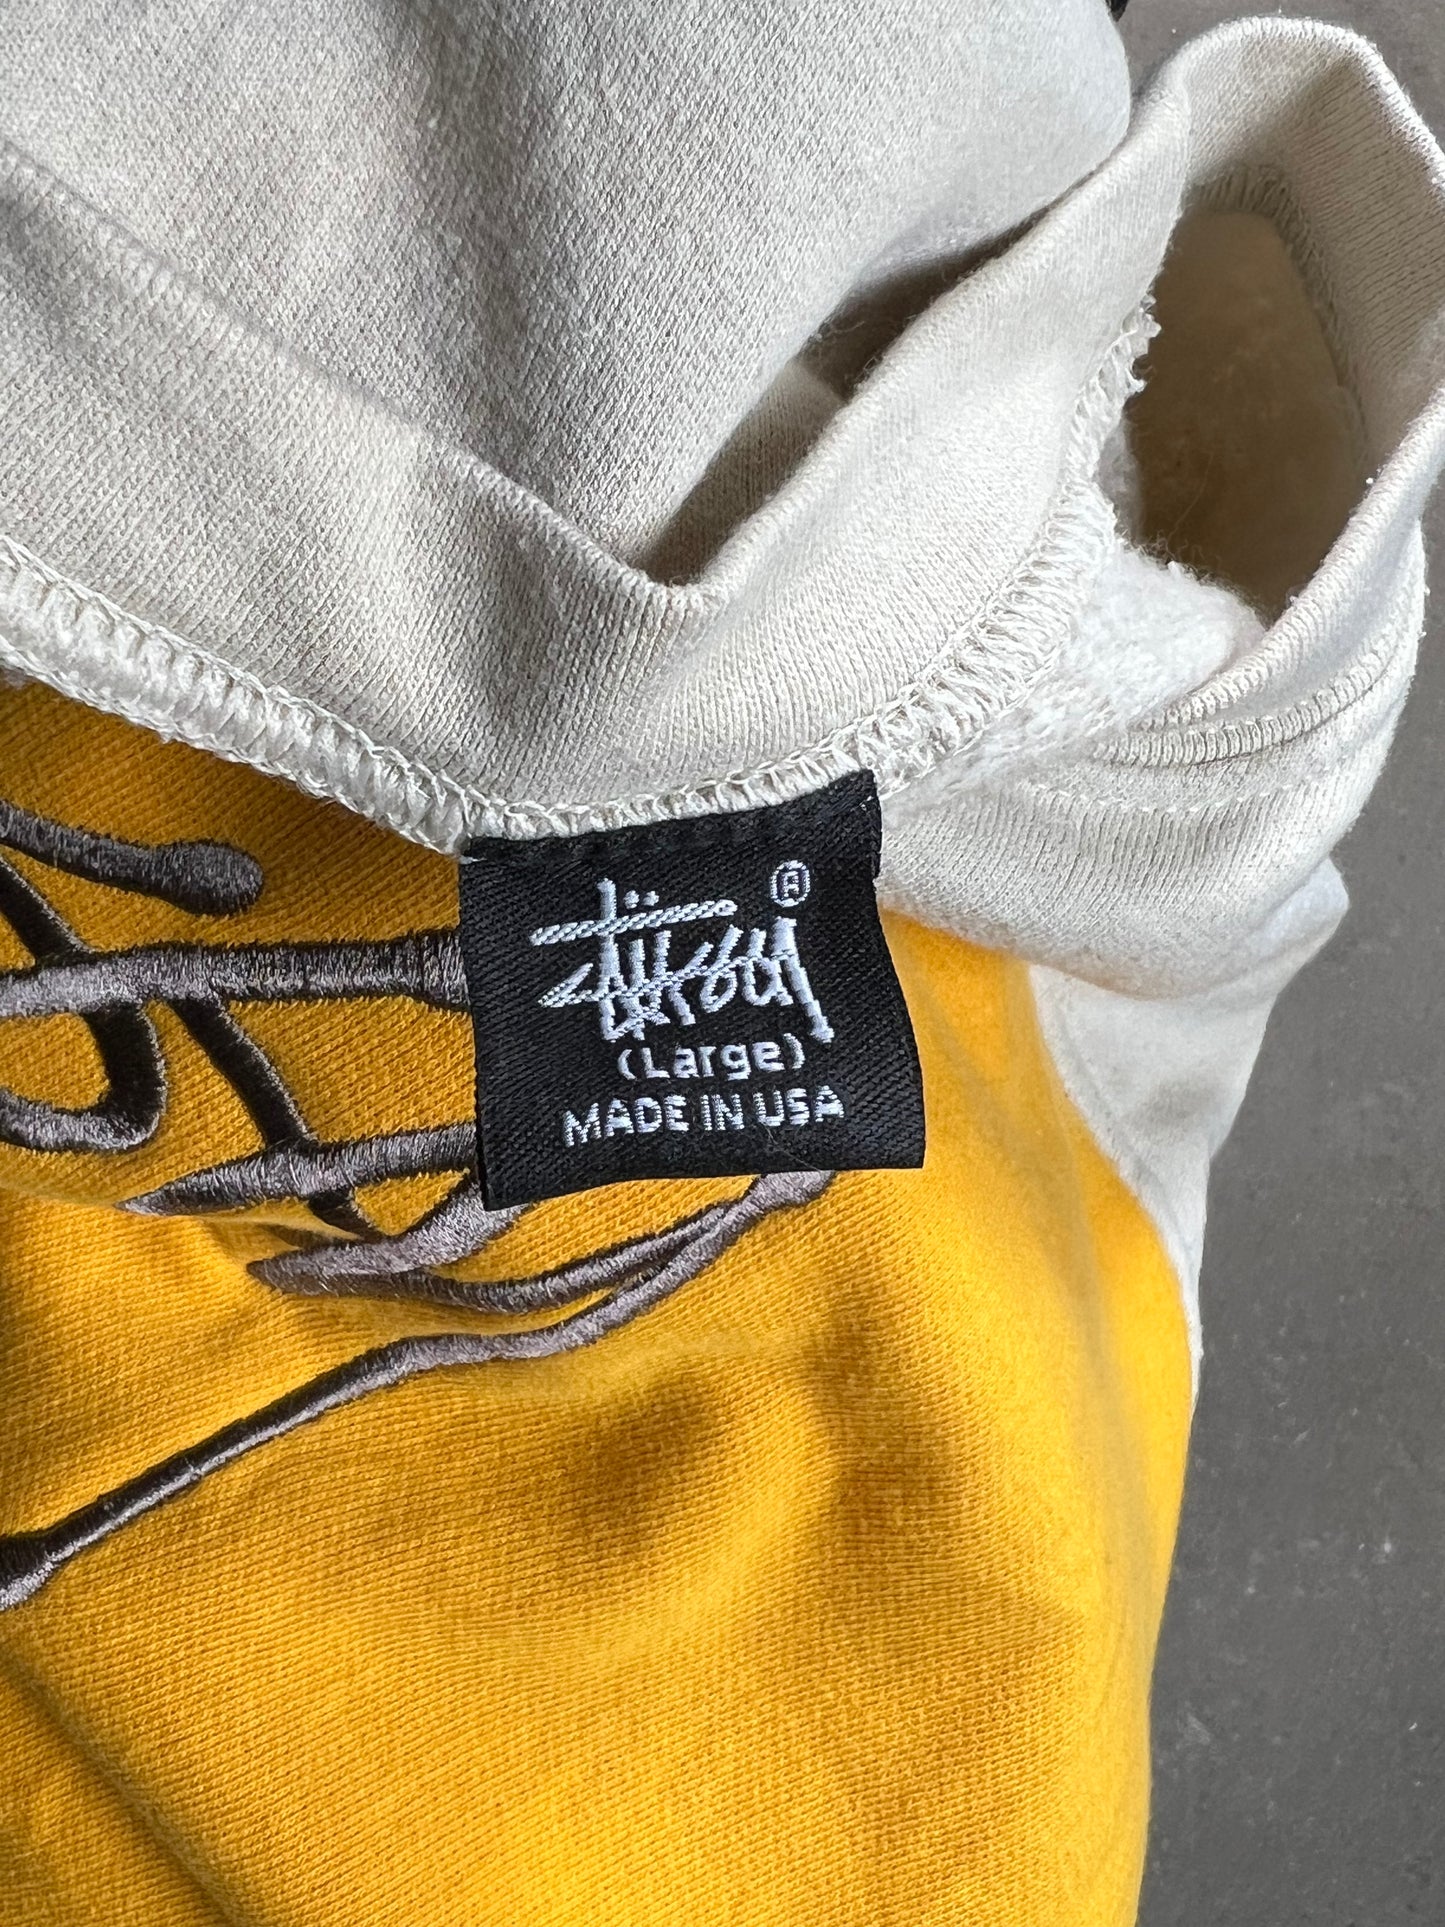 Stüssy ®
(Large)
MADE IN USA